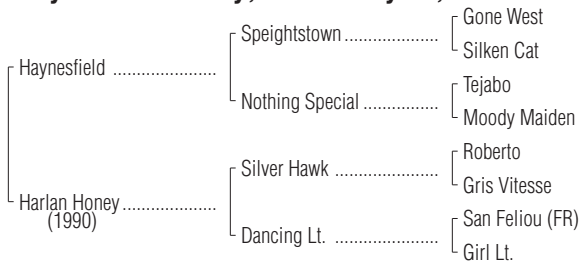 Gone West
Speightstown
Silken Cat
Haynesfield
Tejabo
Nothing Special
Moody Maiden
Roberto
Silver Hawk
Gris Vitesse
Harlan Honey
(1990)
San Feliou (FR)
Dancing Lt.
Girl Lt.